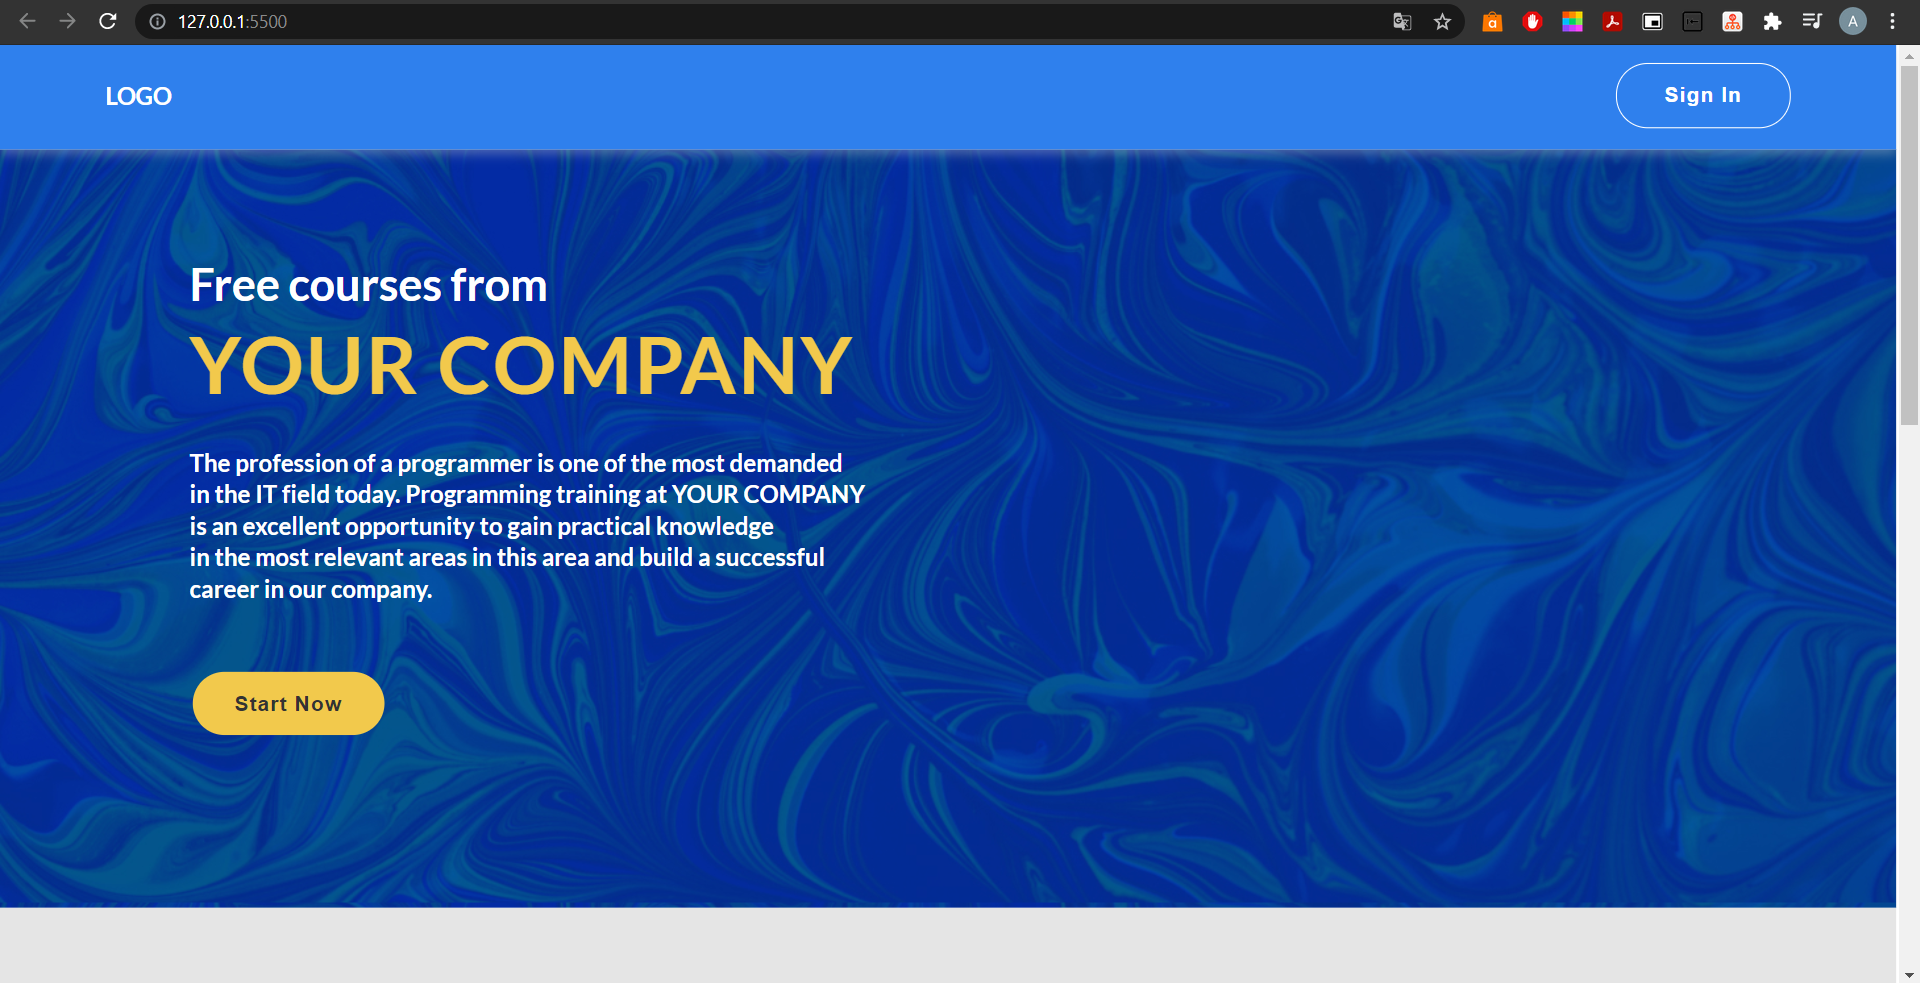 127.0.0.1:5500
A
LOGO
Sign In
Free courses from
YOUR COMPANY
The profession of a programmer is one of the most demanded
in the IT field today. Programming training at YOUR COMPANY
is an excellent opportunity to gain practical knowledge
in the most relevant areas in this area and build a successful
career in our company.
Start Now